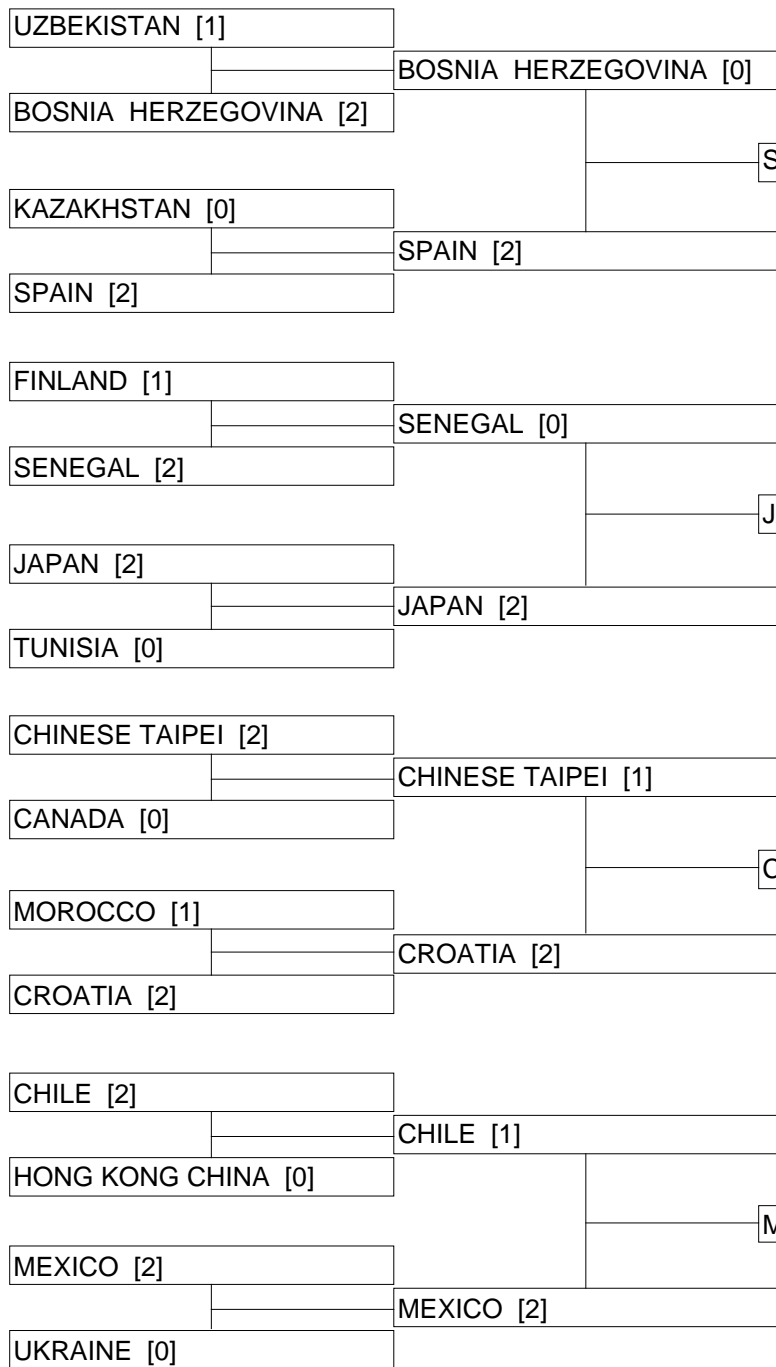 UZBEKISTAN [1]
BOSNIA HERZEGOVINA [0]
BOSNIA HERZEGOVINA [2]
S
KAZAKHSTAN [0]
SPAIN [2]
SPAIN [2]
FINLAND [1]
SENEGAL [0]
SENEGAL [2]
J
JAPAN [2]
JAPAN [2]
TUNISIA [0]
CHINESE TAIPEI [2]
CHINESE TAIPEI [1]
CANADA [0]
C
MOROCCO [1]
CROATIA [2]
CROATIA [2]
CHILE [2]
CHILE [1]
HONG KONG CHINA [0]
M
MEXICO [2]
MEXICO [2]
UKRAINE [0]